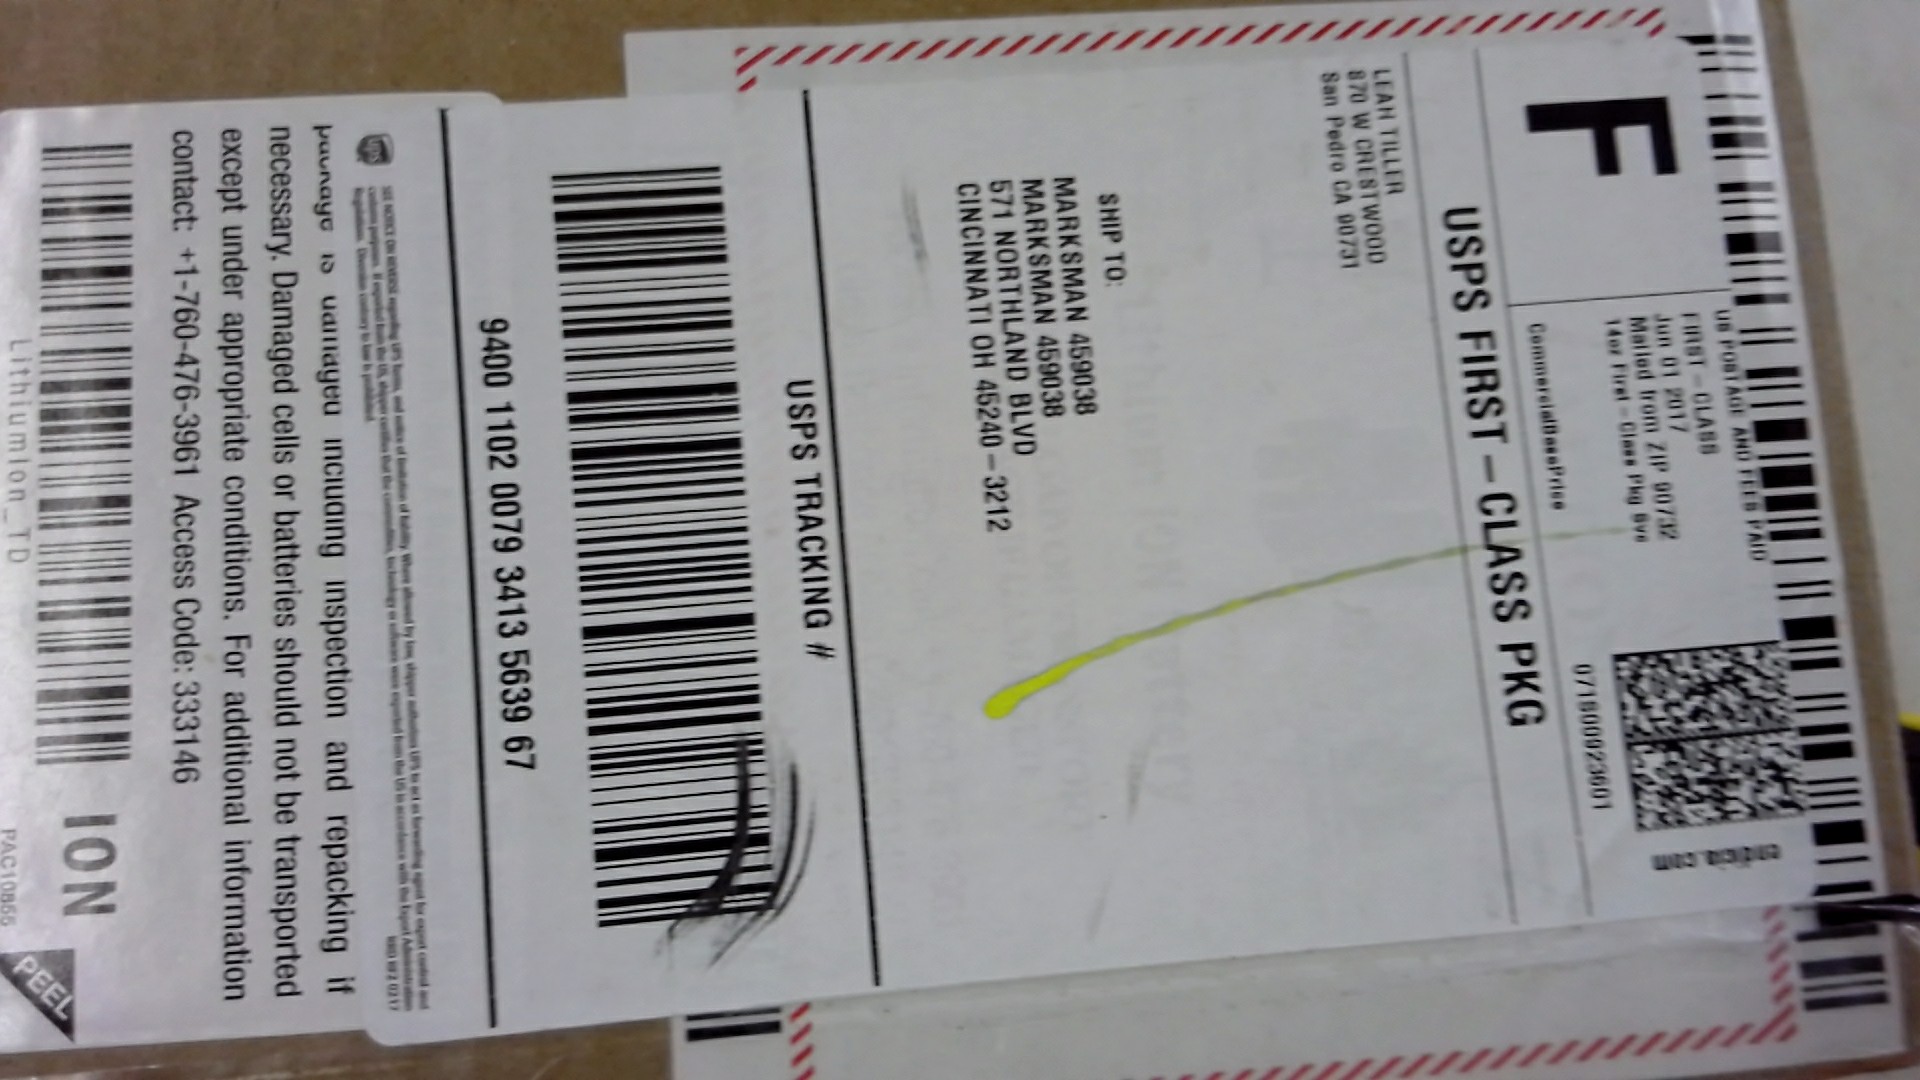 F
US POSTAGE AND FEES PAID
FIRST-CLASS
Jun 01 2017
Mailed from ZIP 90732
14oz First-Class Pkg Svc
CommercialBasePrice
071S00923601
endicia.com
USPS FIRST-CLASS PKG
LEAH TILLER
870 W CRESTWOOD
San Pedro CA 90731
SHIP TO:
MARKSMAN 459038
MARKSMAN 459038
571 NORTHLAND BLVD
CINCINNATI OH 45240-3212
USPS TRACKING #
9400 1102 0079 3413 5639 67
ups
package is damaged including inspection and repacking if
necessary. Damaged cells or batteries should not be transported
except under appropriate conditions. For additional information
contact: +1-760-476-3961 Access Code: 333146
ION
LithiumIon_TD
PAC10855
PEEL